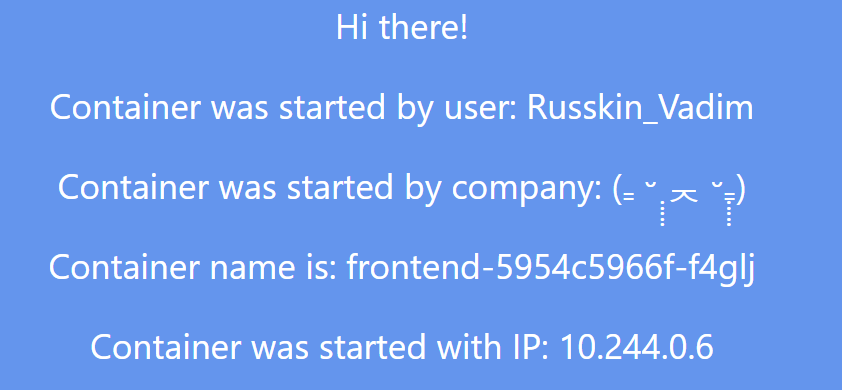 Hi there!
Container was started by user: Russkin_Vadim
Container was started by company: (₌ ˘̣̣̣̣̣ ㅈ ˘̣̣̣̣̣₌)
Container name is: frontend-5954c5966f-f4glj
Container was started with IP: 10.244.0.6